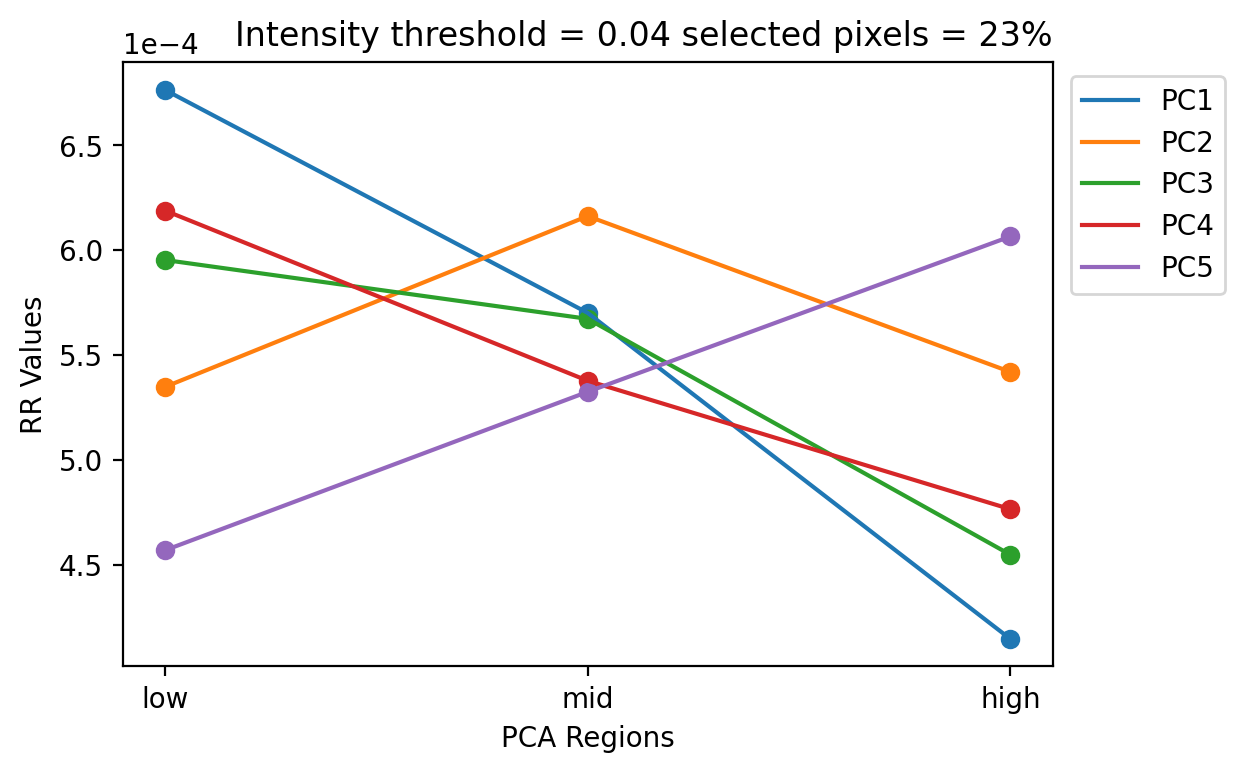 Intensity threshold = 0.04 selected pixels = 23%
1e−4
6.5
6.0
5.5
5.0
4.5
RR Values
low
mid
high
PCA Regions
PC1
PC2
PC3
PC4
PC5